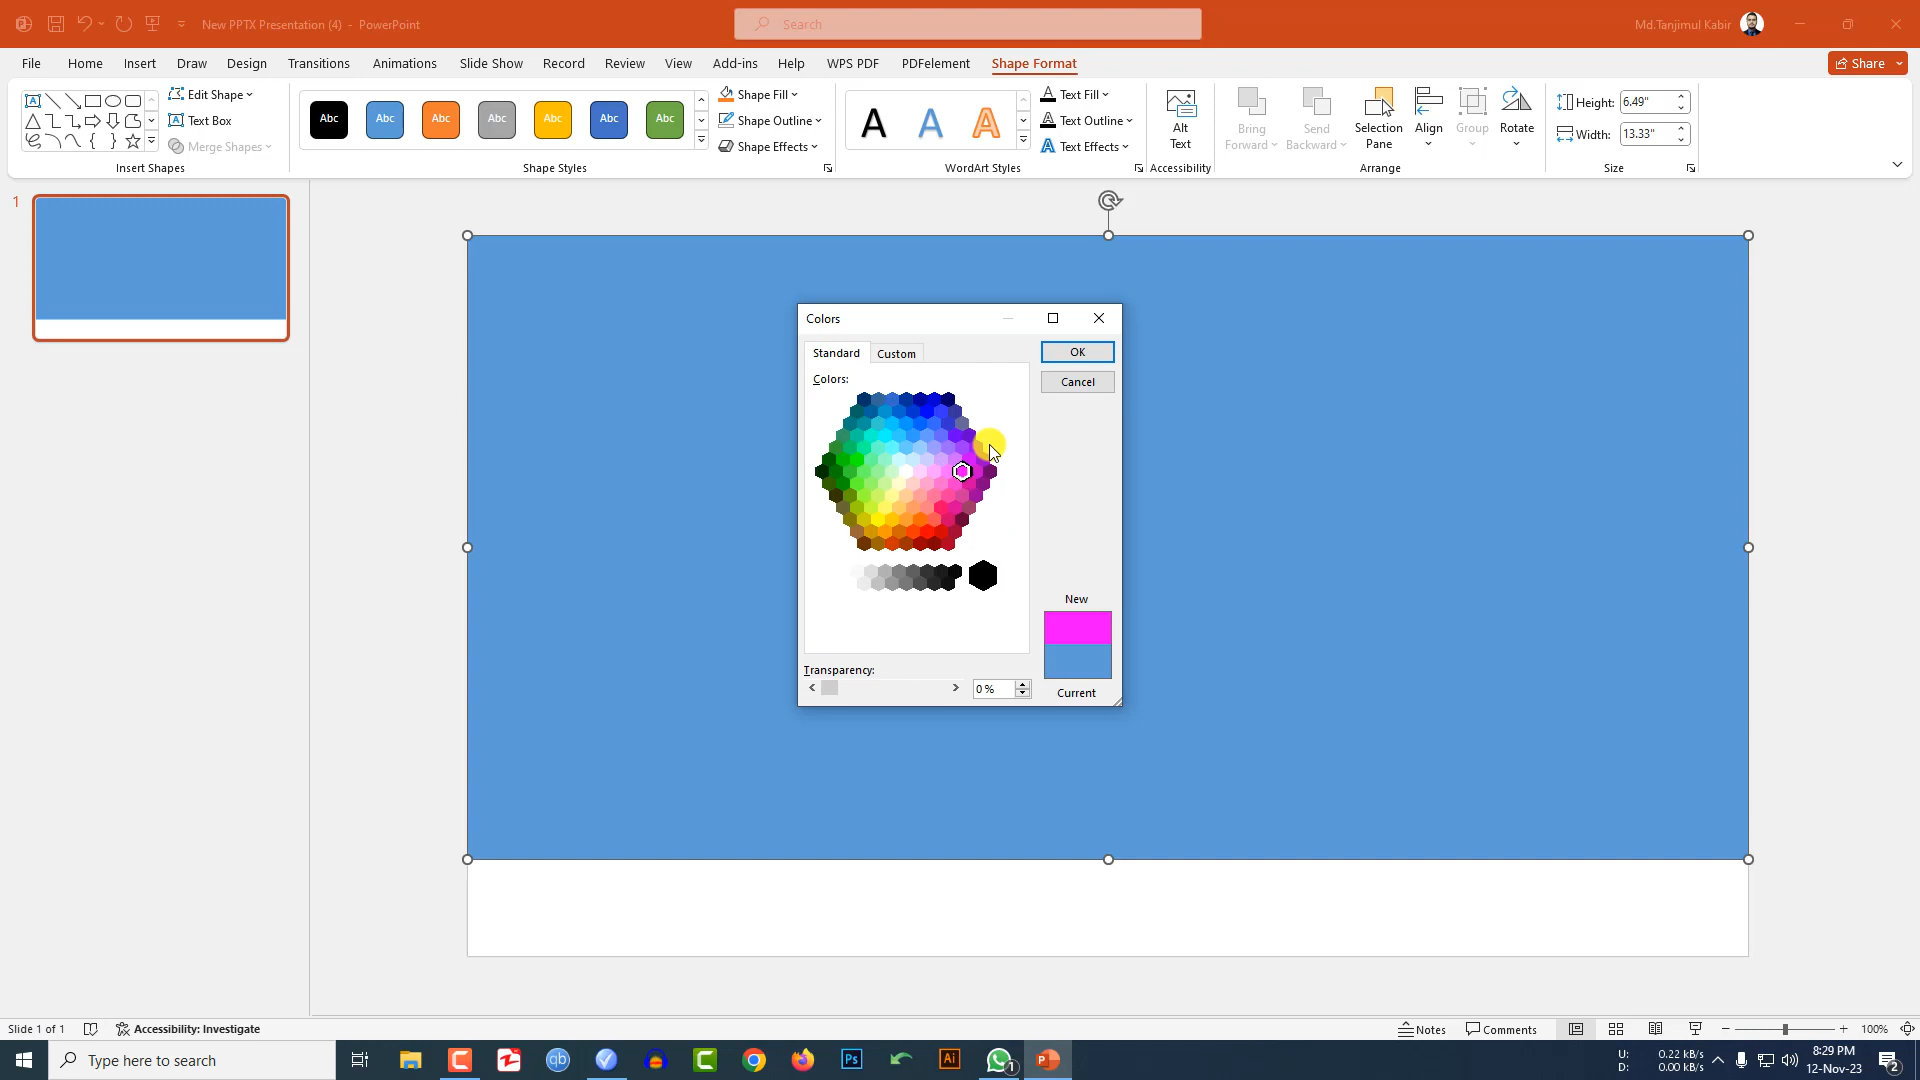 New PPTX Presentation (4) - PowerPoint
Search
Md.Tanjimul Kabir
File Home Insert Draw Design Transitions Animations Slide Show Record Review View Add-ins Help WPS PDF PDFelement Shape Format
Share
Edit Shape
Text Box
Merge Shapes
Insert Shapes
Abc Abc Abc Abc Abc Abc Abc
Shape Fill
Shape Outline
Shape Effects
Shape Styles
A A A
Text Fill
Text Outline
Text Effects
WordArt Styles
Alt
Text
Accessibility
Bring
Forward
Send
Backward
Selection
Pane
Align
Group
Rotate
Arrange
Height: 6.49"
Width: 13.33"
Size
1
Colors
Standard Custom
OK
Cancel
Colors:
New
Current
Transparency:
0 %
Slide 1 of 1
Accessibility: Investigate
Notes
Comments
100%
Type here to search
qb
Ps
Ai
1
U: 0.22 kB/s
D: 0.00 kB/s
8:29 PM
12-Nov-23
2